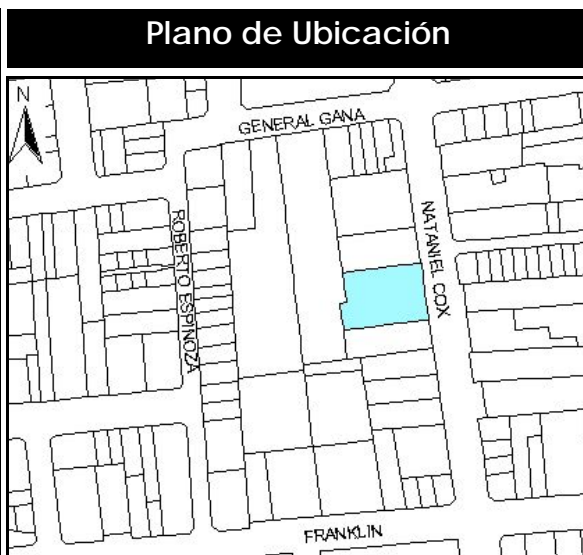 Plano de Ubicación
N
GENERAL GANA
ROBERTO ESPINOZA
NATANIEL COX
FRANKLIN